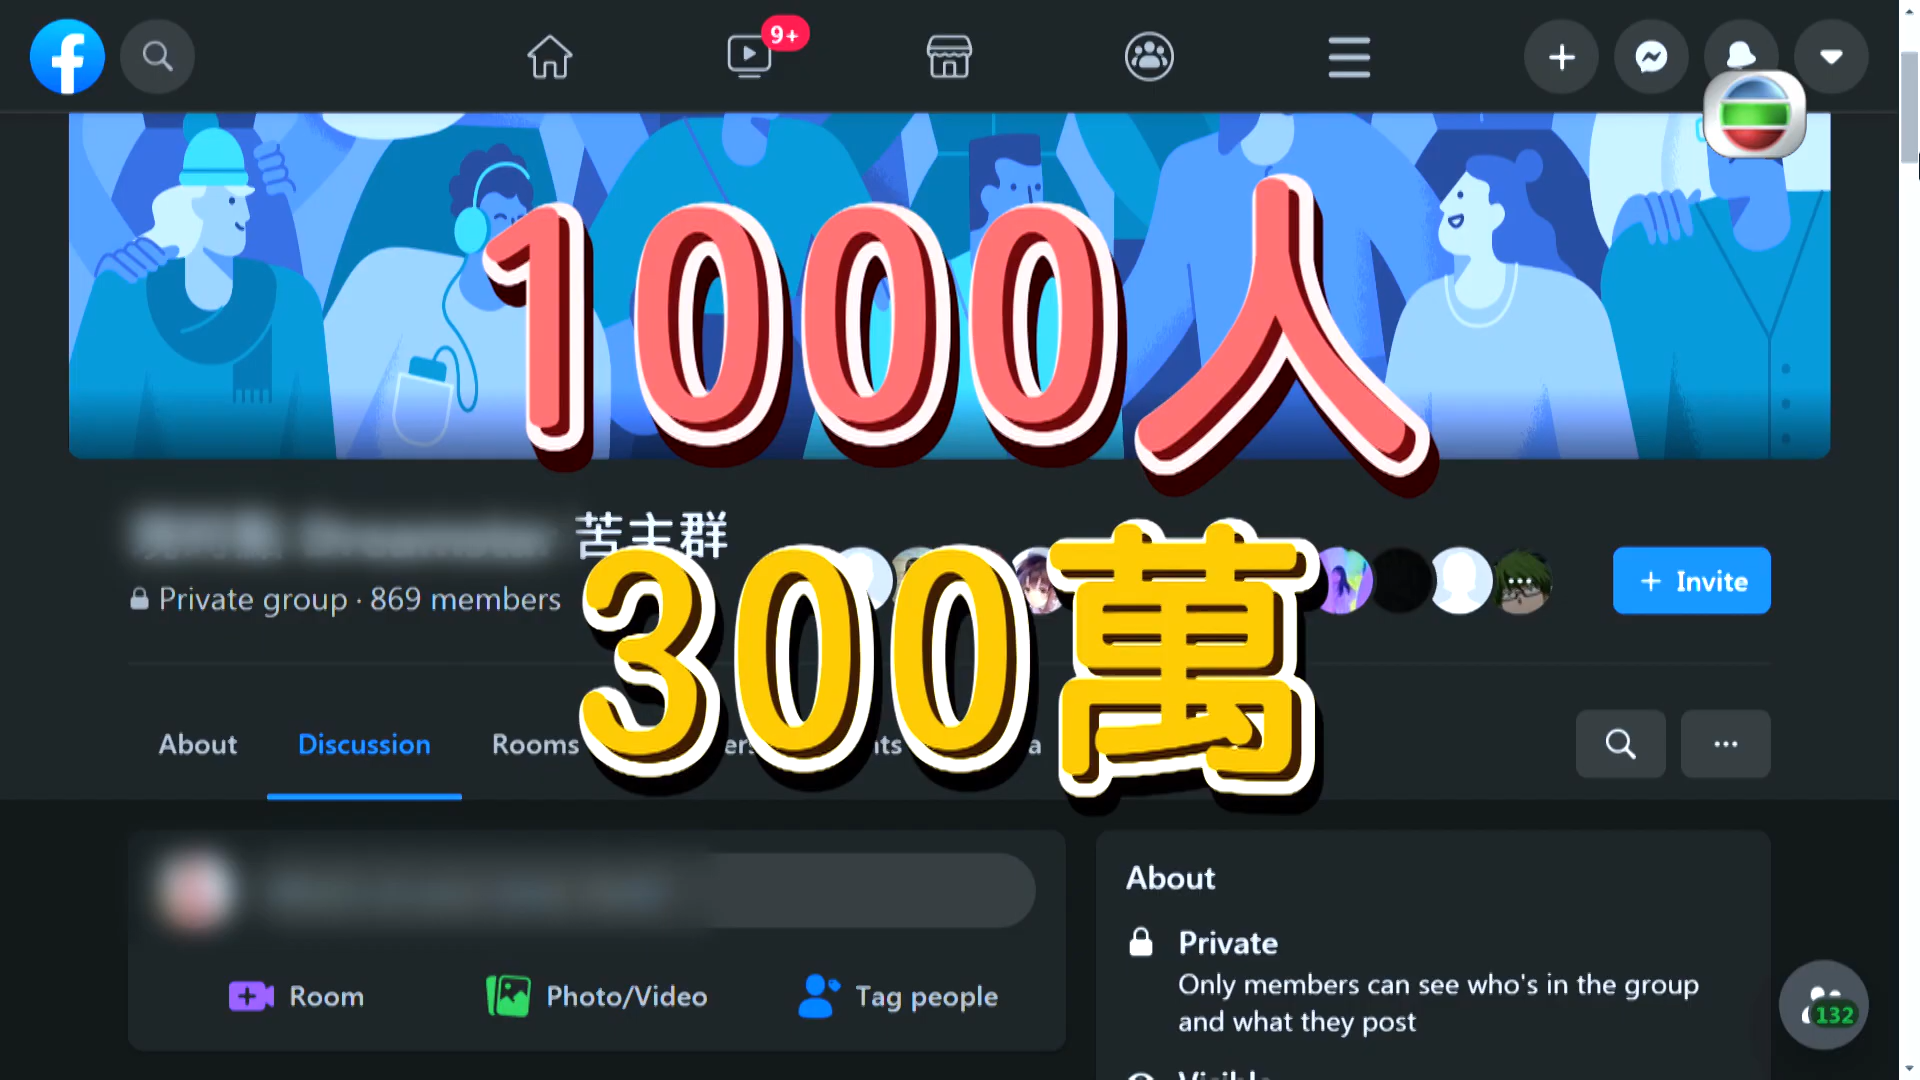 9+
1000人
苦主群
Private group · 869 members
300萬
+ Invite
About
Discussion
Rooms
Room
Photo/Video
Tag people
About
Private
Only members can see who's in the group
and what they post
132